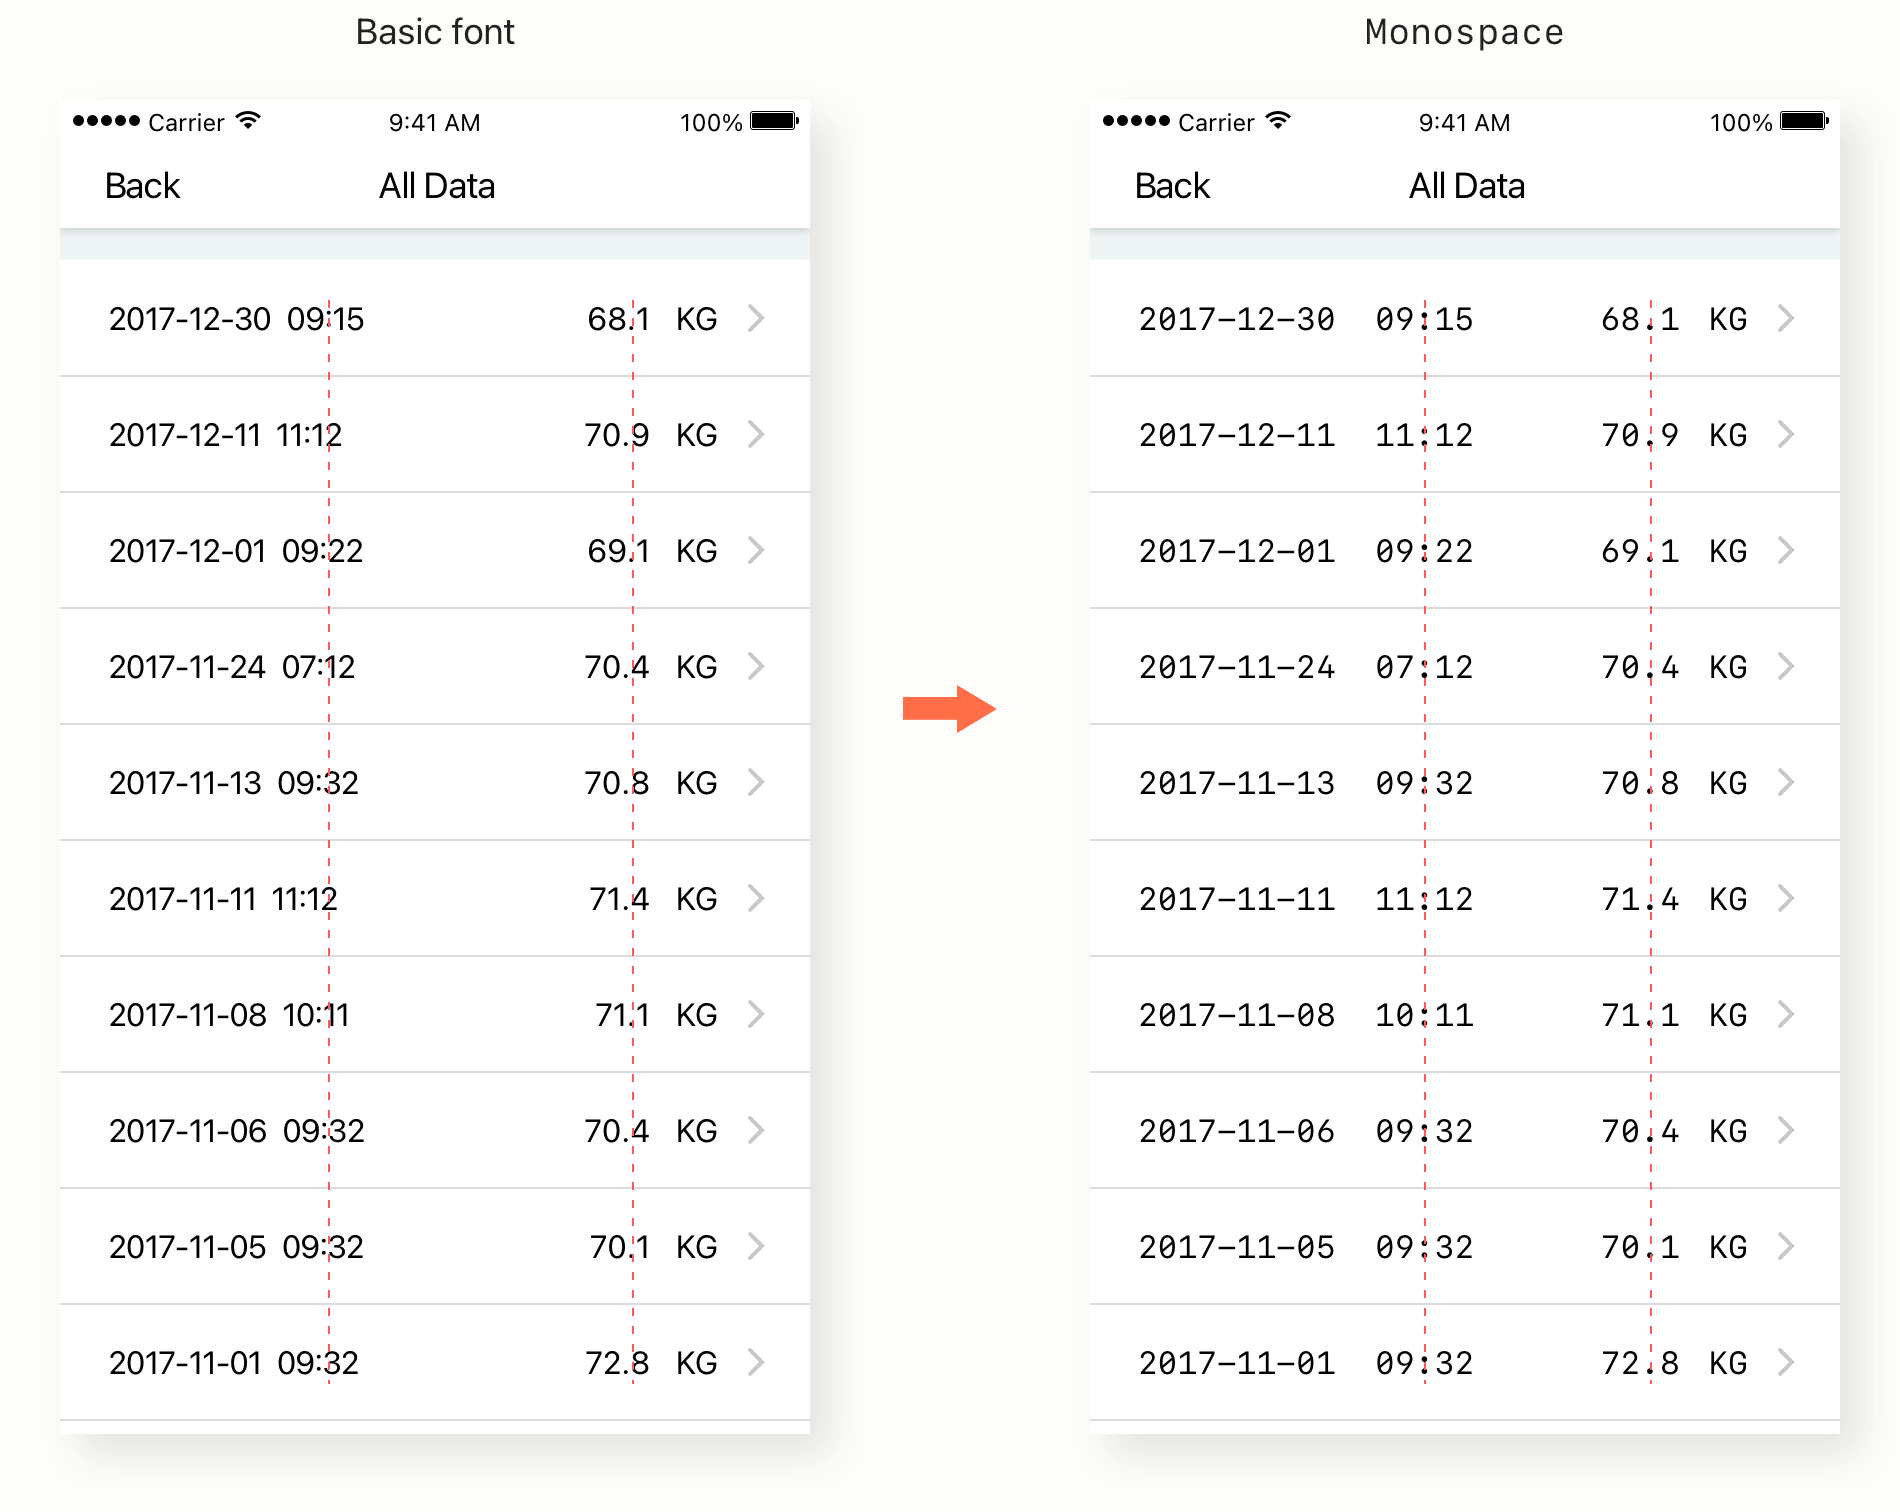 Basic font
Carrier 9:41 AM 100%
Back All Data
2017-12-30 09:15 68.1 KG
2017-12-11 11:12 70.9 KG
2017-12-01 09:22 69.1 KG
2017-11-24 07:12 70.4 KG
2017-11-13 09:32 70.8 KG
2017-11-11 11:12 71.4 KG
2017-11-08 10:11 71.1 KG
2017-11-06 09:32 70.4 KG
2017-11-05 09:32 70.1 KG
2017-11-01 09:32 72.8 KG
Monospace
Carrier 9:41 AM 100%
Back All Data
2017-12-30 09:15 68.1 KG
2017-12-11 11:12 70.9 KG
2017-12-01 09:22 69.1 KG
2017-11-24 07:12 70.4 KG
2017-11-13 09:32 70.8 KG
2017-11-11 11:12 71.4 KG
2017-11-08 10:11 71.1 KG
2017-11-06 09:32 70.4 KG
2017-11-05 09:32 70.1 KG
2017-11-01 09:32 72.8 KG